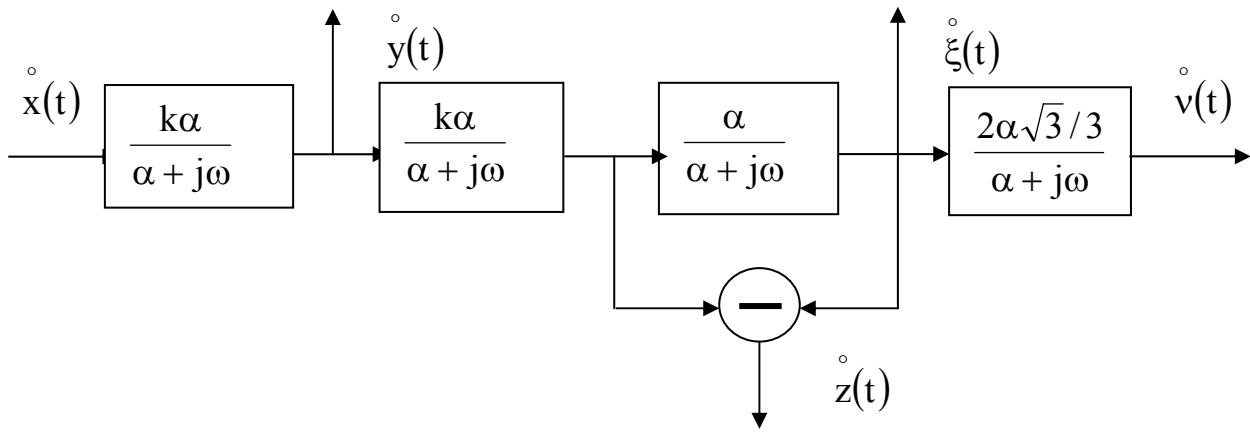 x̊(t)
kα / (α + jω)
ẙ(t)
kα / (α + jω)
α / (α + jω)
ξ̊(t)
(2α√3/3) / (α + jω)
ν̊(t)
−
z̊(t)